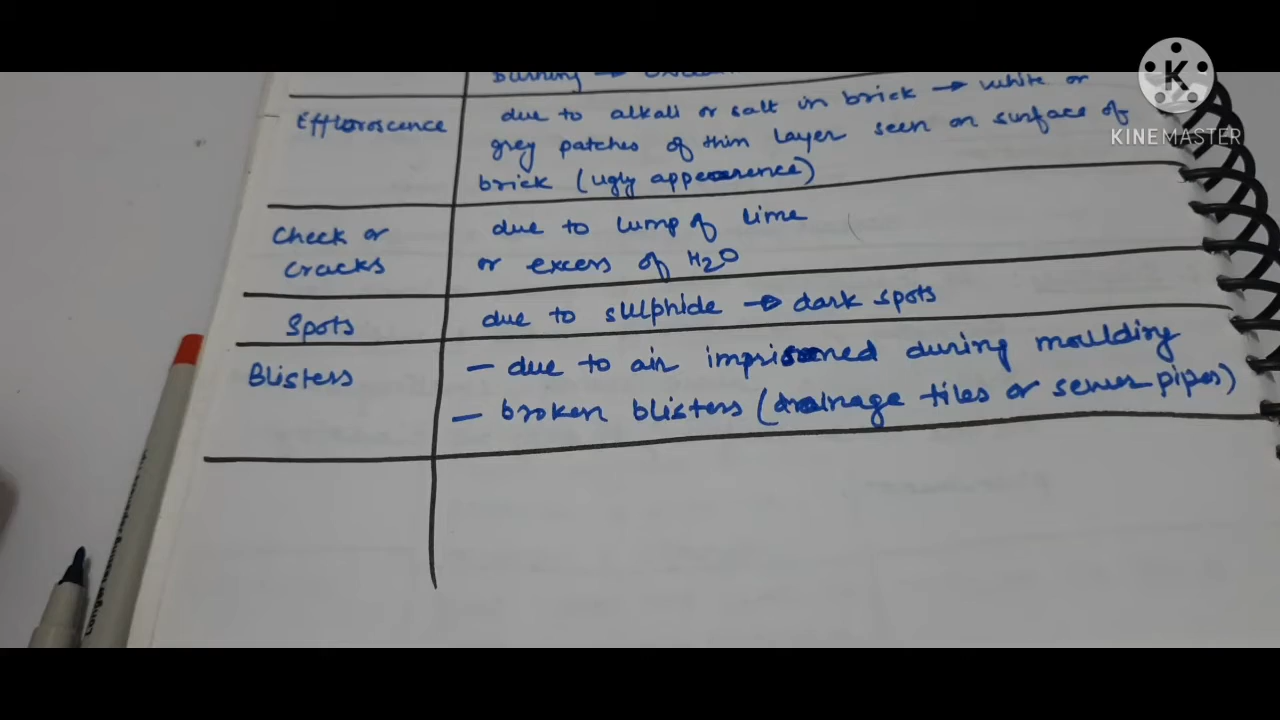 burning →
Effloroscence
due to alkali or salt in brick → white or
grey patches of thin layer seen on surface of
brick (ugly appearence)
Check or
cracks
due to lump of lime
or excess of H2O
Spots
due to sulphide → dark spots
Blisters
- due to air imprisoned during moulding
- broken blisters (drainage tiles or sewer pipes)
K
KINEMASTER